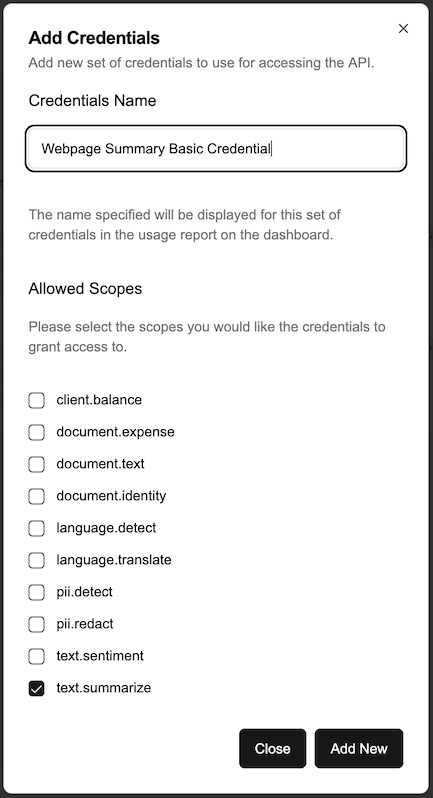 Add Credentials
Add new set of credentials to use for accessing the API.
Credentials Name
Webpage Summary Basic Credential
The name specified will be displayed for this set of
credentials in the usage report on the dashboard.
Allowed Scopes
Please select the scopes you would like the credentials to
grant access to.
client.balance
document.expense
document.text
document.identity
language.detect
language.translate
pii.detect
pii.redact
text.sentiment
text.summarize
Close
Add New